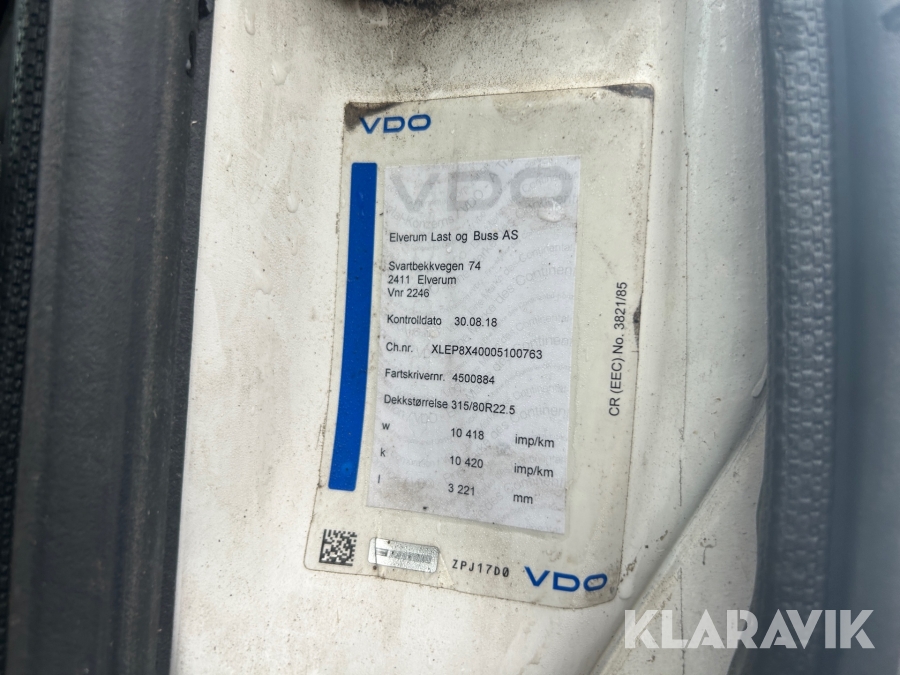 VDO
VDO
Elverum Last og Buss AS
Svartbekkvegen 74
2411 Elverum
Vnr 2246
Kontrolldato 30.08.18
Ch.nr. XLEP8X40005100763
Fartskrivernr. 4500884
Dekkstørrelse 315/80R22.5
w 10 418 imp/km
k 10 420 imp/km
l 3 221 mm
CR (EEC) No. 3821/85
ZPJ17D0 VDO
KLARAVIK